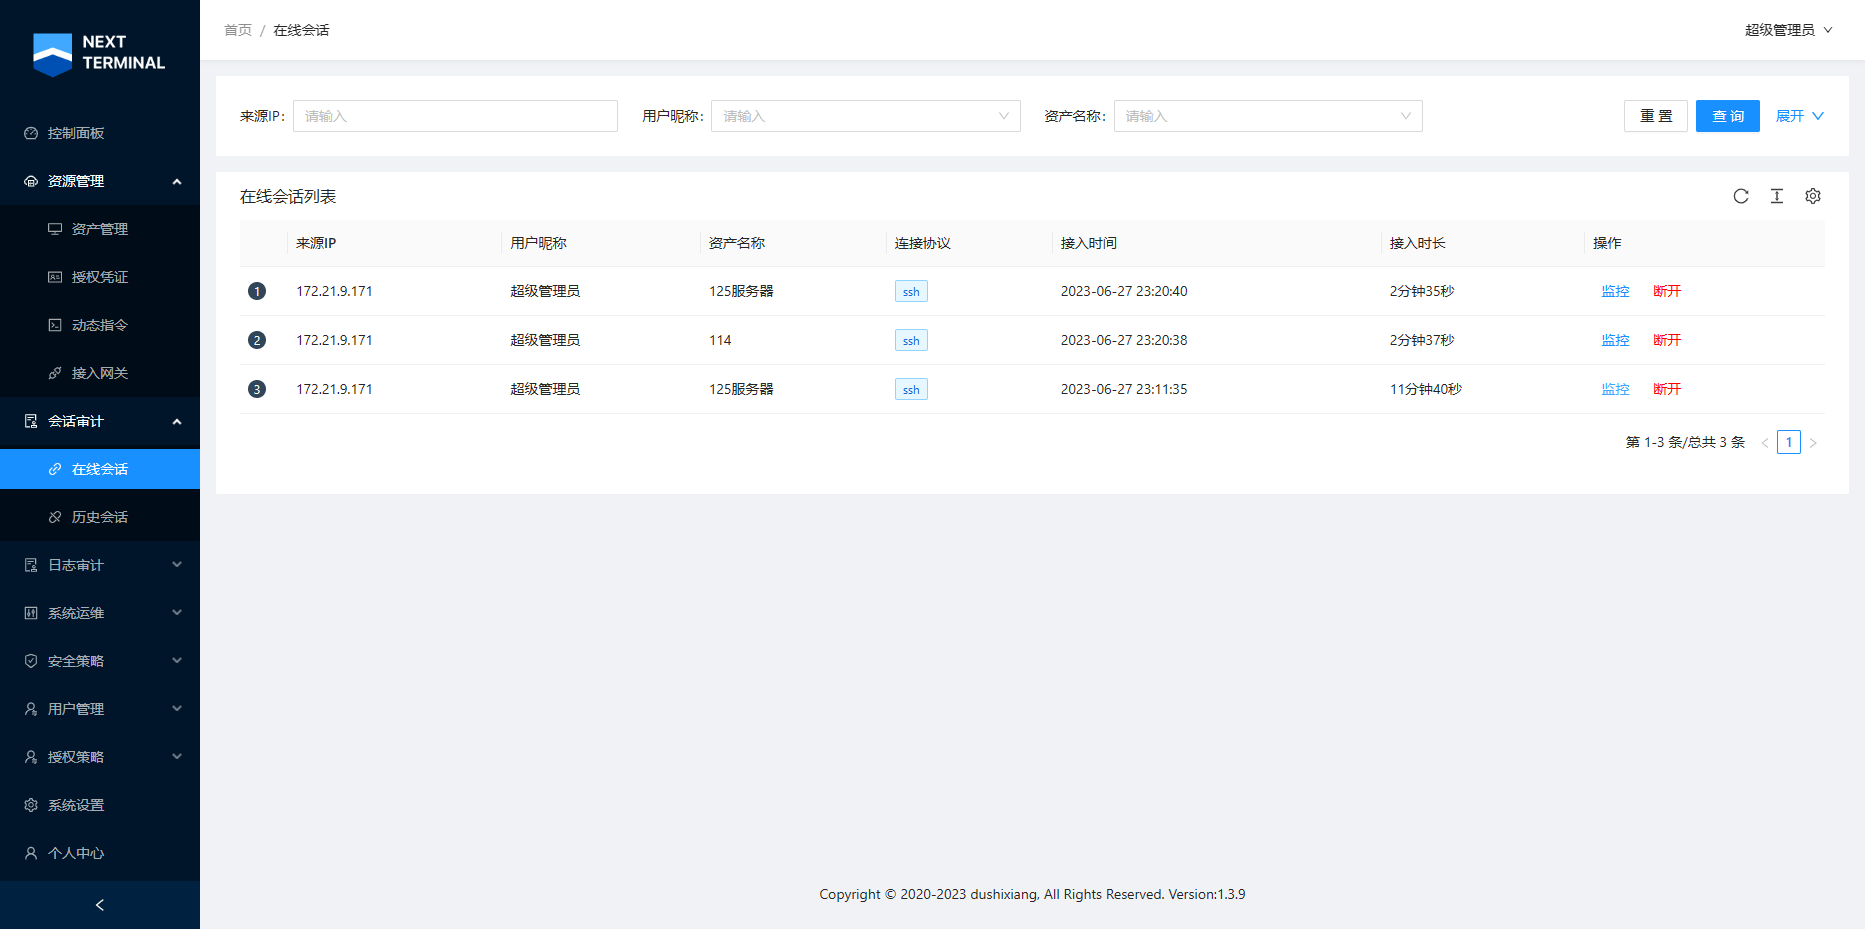 NEXT
TERMINAL
控制面板
资源管理
资产管理
授权凭证
动态指令
接入网关
会话审计
在线会话
历史会话
日志审计
系统运维
安全策略
用户管理
授权策略
系统设置
个人中心
首页 / 在线会话
超级管理员
来源IP: 请输入 用户昵称: 请输入 资产名称: 请输入 重 置 查 询 展开
在线会话列表
来源IP 用户昵称 资产名称 连接协议 接入时间 接入时长 操作
1 172.21.9.171 超级管理员 125服务器 ssh 2023-06-27 23:20:40 2分钟35秒 监控 断开
2 172.21.9.171 超级管理员 114 ssh 2023-06-27 23:20:38 2分钟37秒 监控 断开
3 172.21.9.171 超级管理员 125服务器 ssh 2023-06-27 23:11:35 11分钟40秒 监控 断开
第 1-3 条/总共 3 条 < 1 >
Copyright © 2020-2023 dushixiang, All Rights Reserved. Version:1.3.9